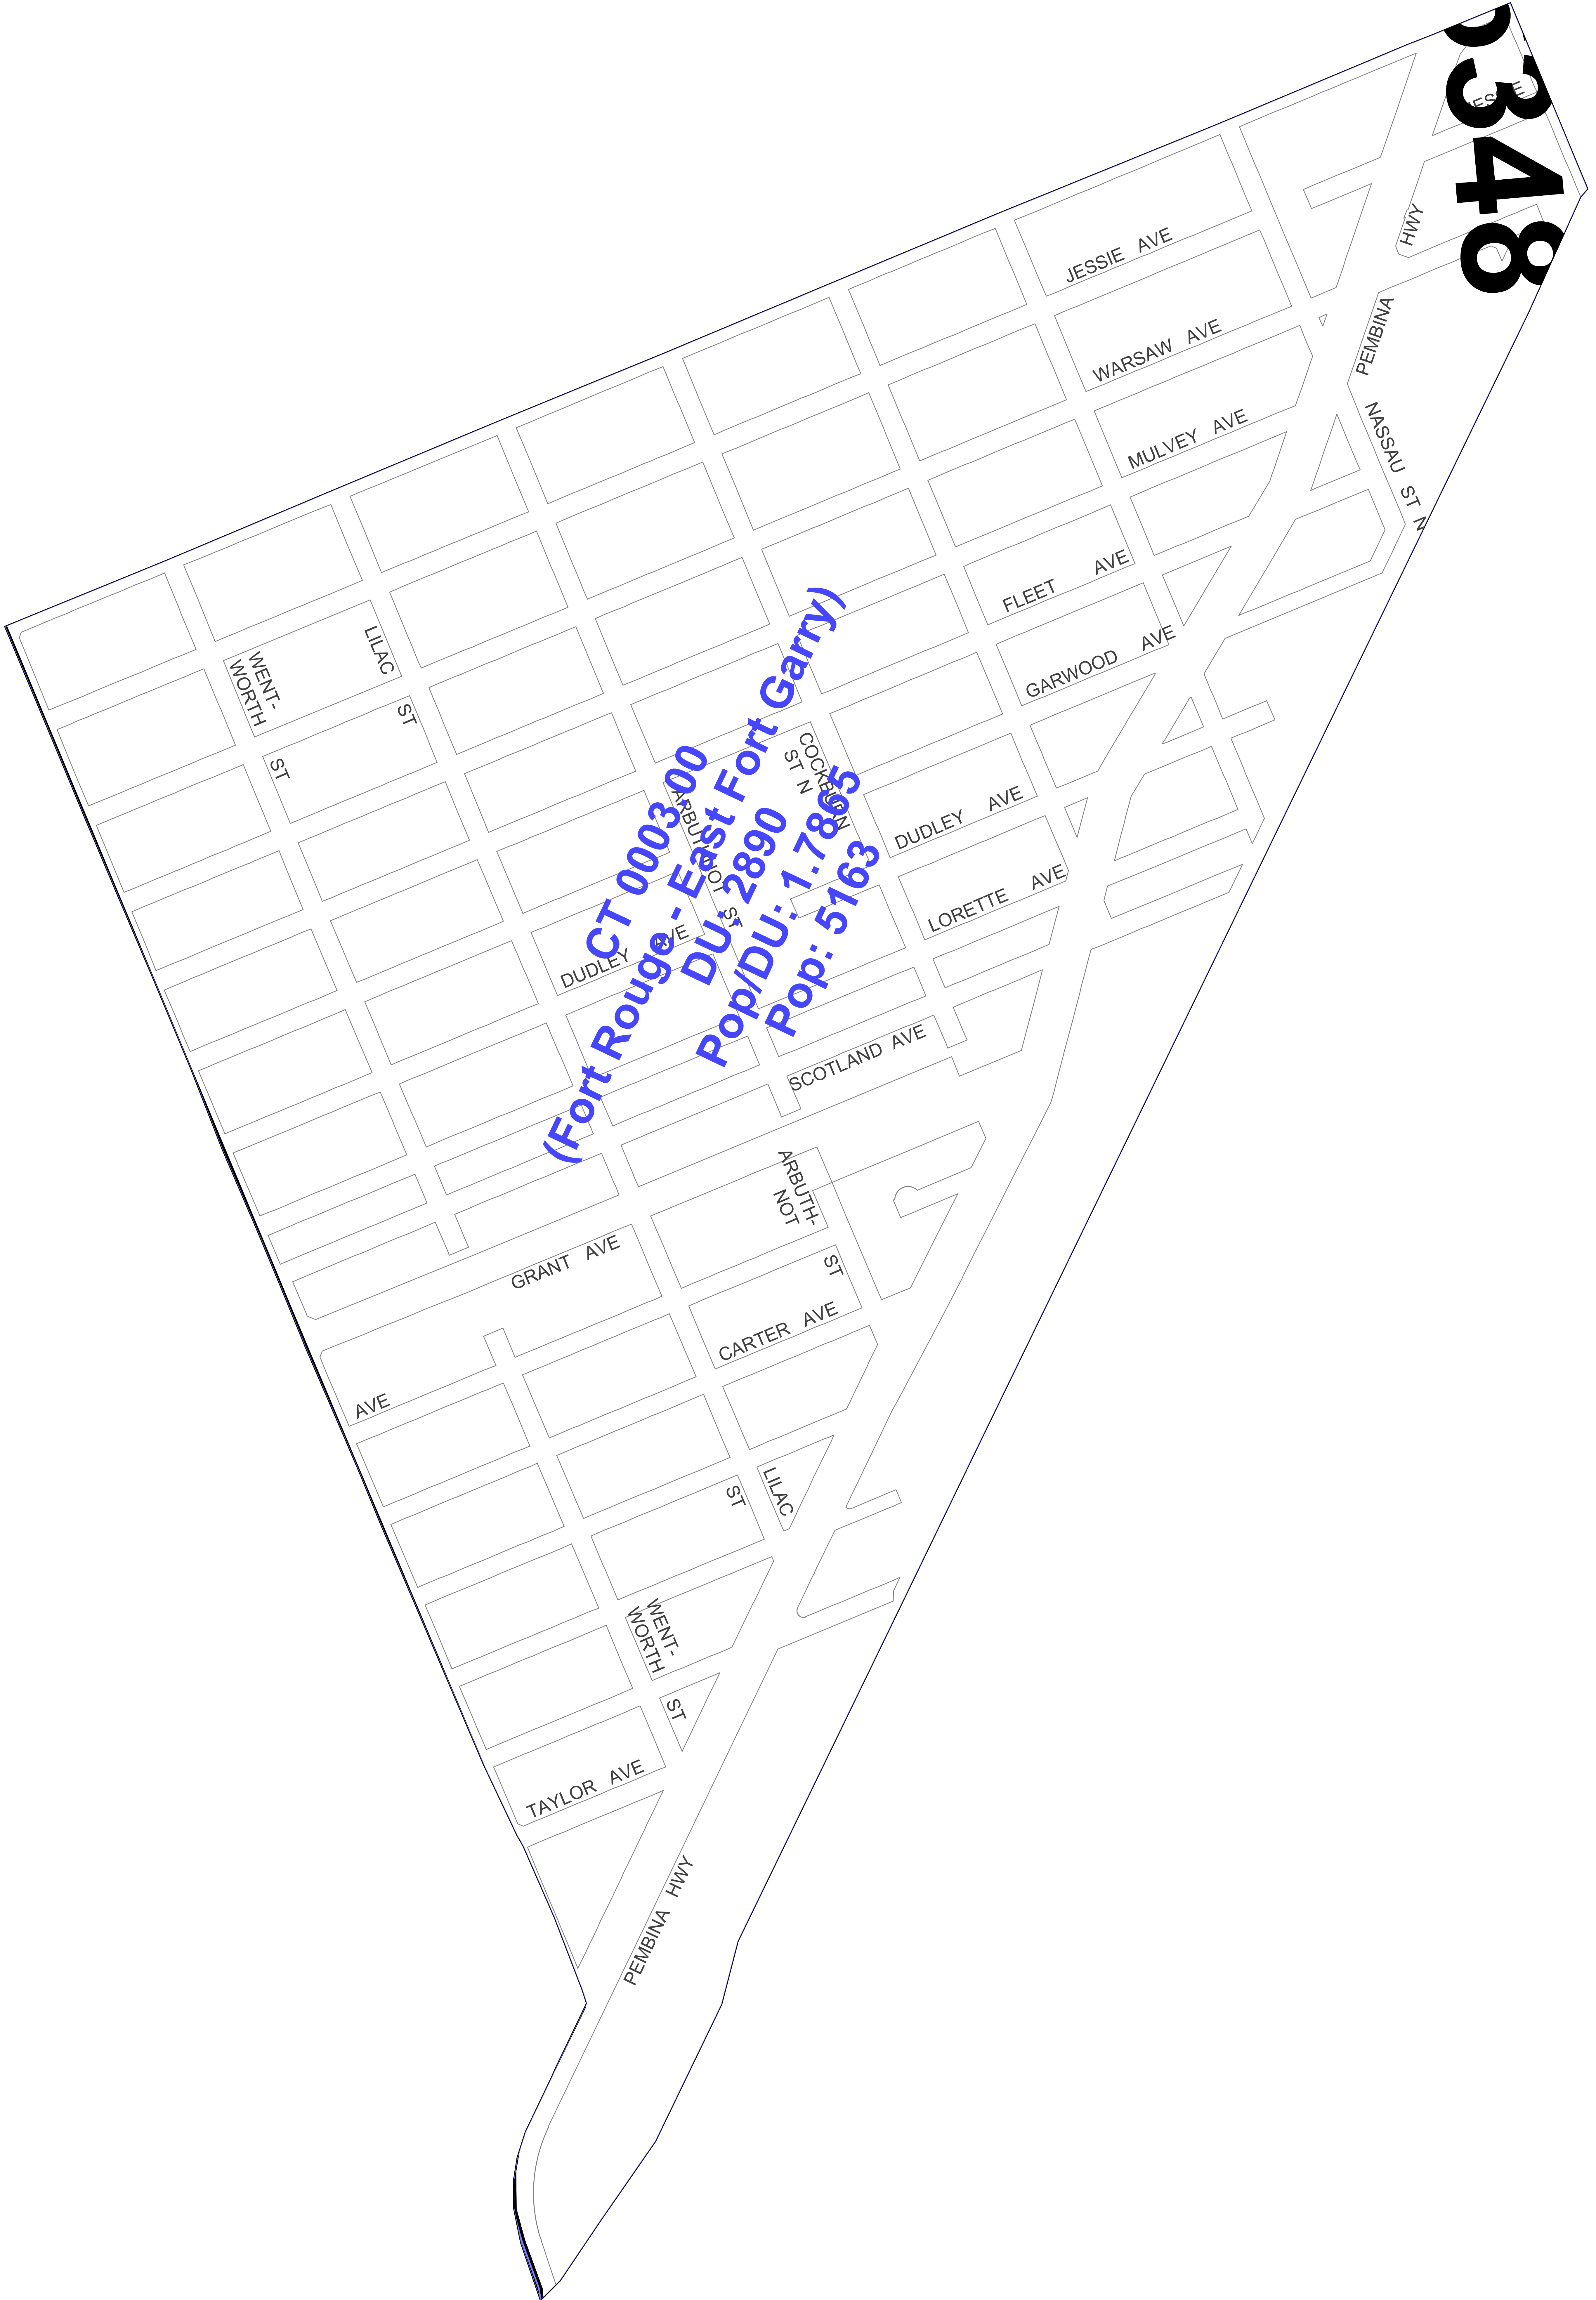 0348
JESSIE AVE
HWY
WARSAW AVE
PEMBINA
MULVEY AVE
NASSAU ST N
FLEET AVE
GARWOOD AVE
LILAC
ST
WENT-
WORTH
ST
COCKBURN
ST N
ARBUTHNOT ST
DUDLEY AVE
LORETTE AVE
DUDLEY AVE
CT 0003.00
(Fort Rouge - East Fort Garry)
DU: 2890
Pop/DU: 1.7865
Pop: 5163
SCOTLAND AVE
ARBUTH-
NOT
ST
GRANT AVE
CARTER AVE
AVE
LILAC
ST
WENT-
WORTH
ST
TAYLOR AVE
PEMBINA HWY